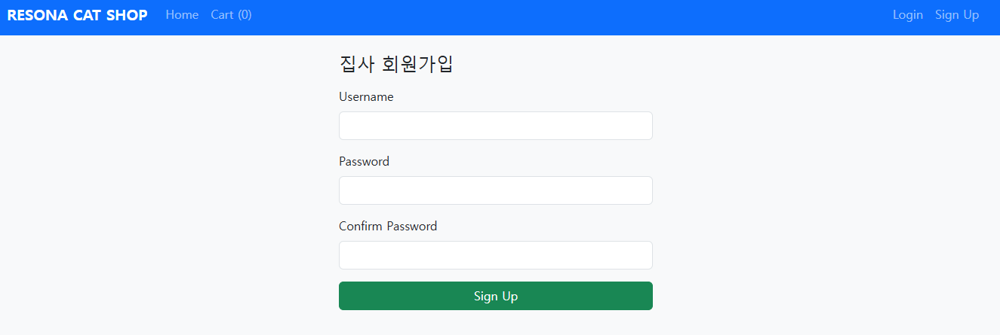 RESONA CAT SHOP Home Cart (0) Login Sign Up
집사 회원가입
Username
Password
Confirm Password
Sign Up